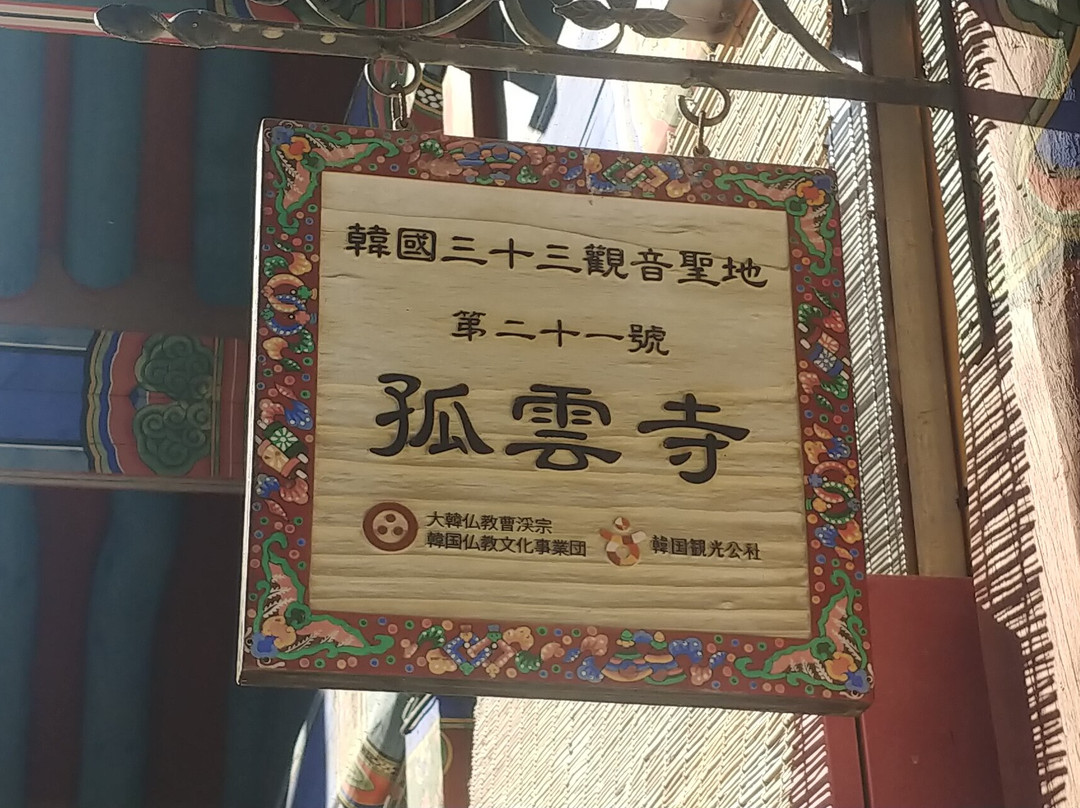 韓國三十三觀音聖地
第二十一號
孤雲寺
大韓仏教曹渓宗
韓国仏教文化事業団
韓国観光公社